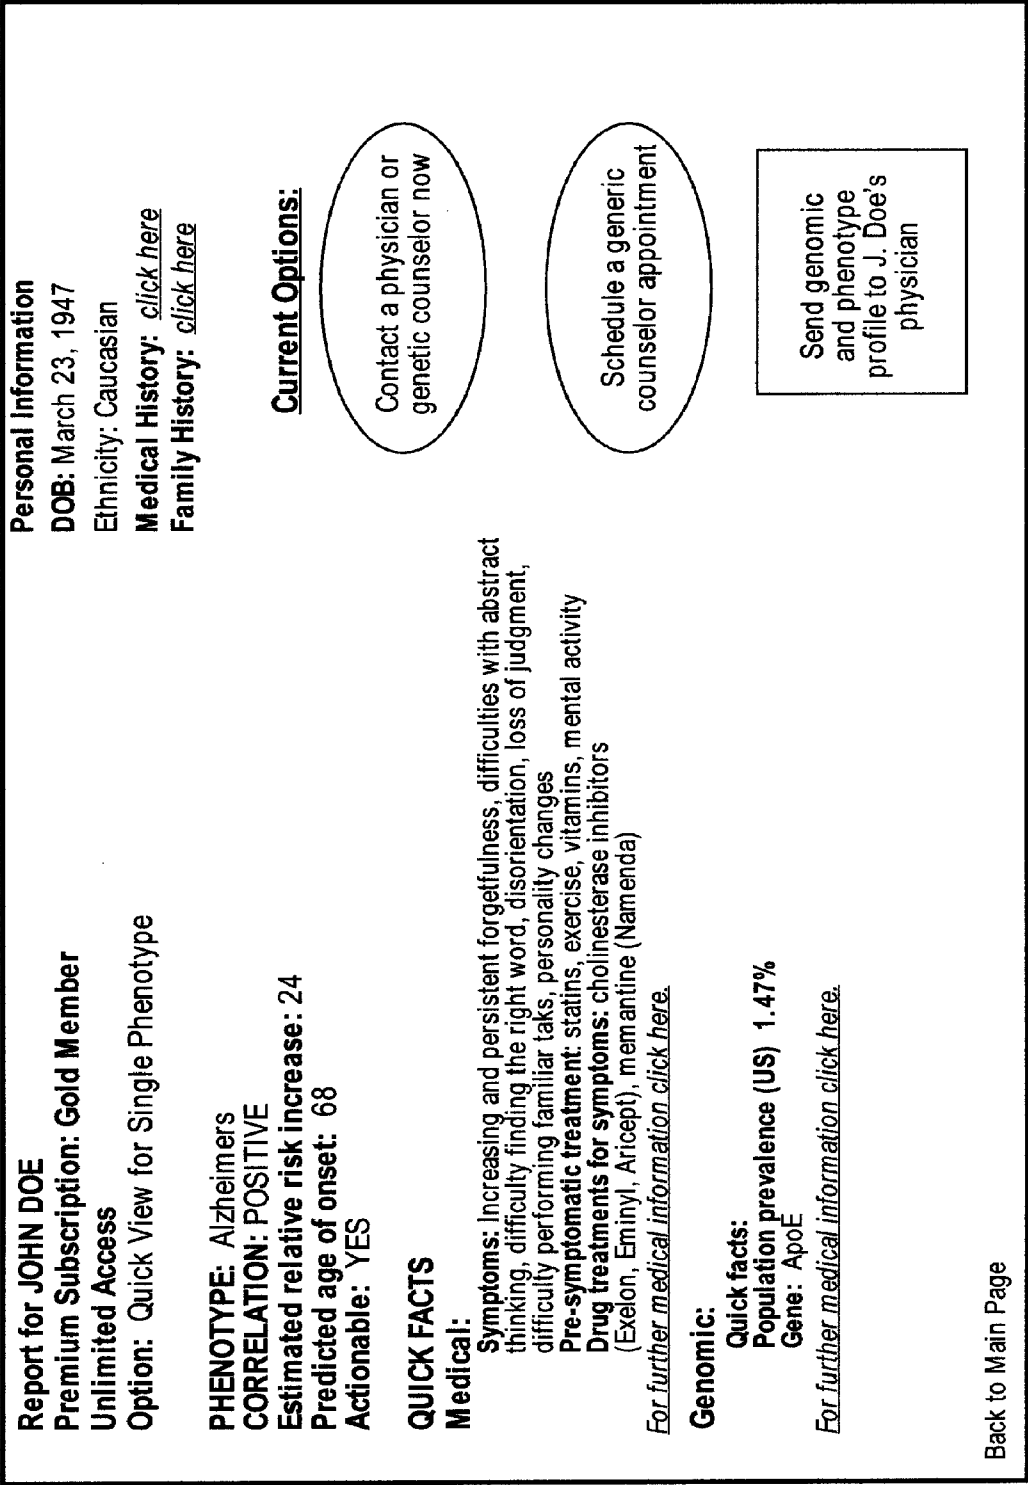 Report for JOHN DOE
Premium Subscription: Gold Member
Unlimited Access
Option: Quick View for Single Phenotype
Personal Information
DOB: March 23, 1947
Ethnicity: Caucasian
Medical History: click here
Family History: click here
PHENOTYPE: Alzheimers
CORRELATION: POSITIVE
Estimated relative risk increase: 24
Predicted age of onset: 68
Actionable: YES
QUICK FACTS
Medical:
Symptoms: Increasing and persistent forgetfulness, difficulties with abstract
thinking, difficulty finding the right word, disorientation, loss of judgment,
difficulty performing familiar taks, personality changes
Pre-symptomatic treatment: statins, exercise, vitamins, mental activity
Drug treatments for symptoms: cholinesterase inhibitors
(Exelon, Eminyl, Aricept), memantine (Namenda)
For further medical information click here.
Genomic:
Quick facts:
Population prevalence (US) 1.47%
Gene: ApoE
For further medical information click here.
Current Options:
Contact a physician or
genetic counselor now
Schedule a generic
counselor appointment
Send genomic
and phenotype
profile to J. Doe's
physician
Back to Main Page